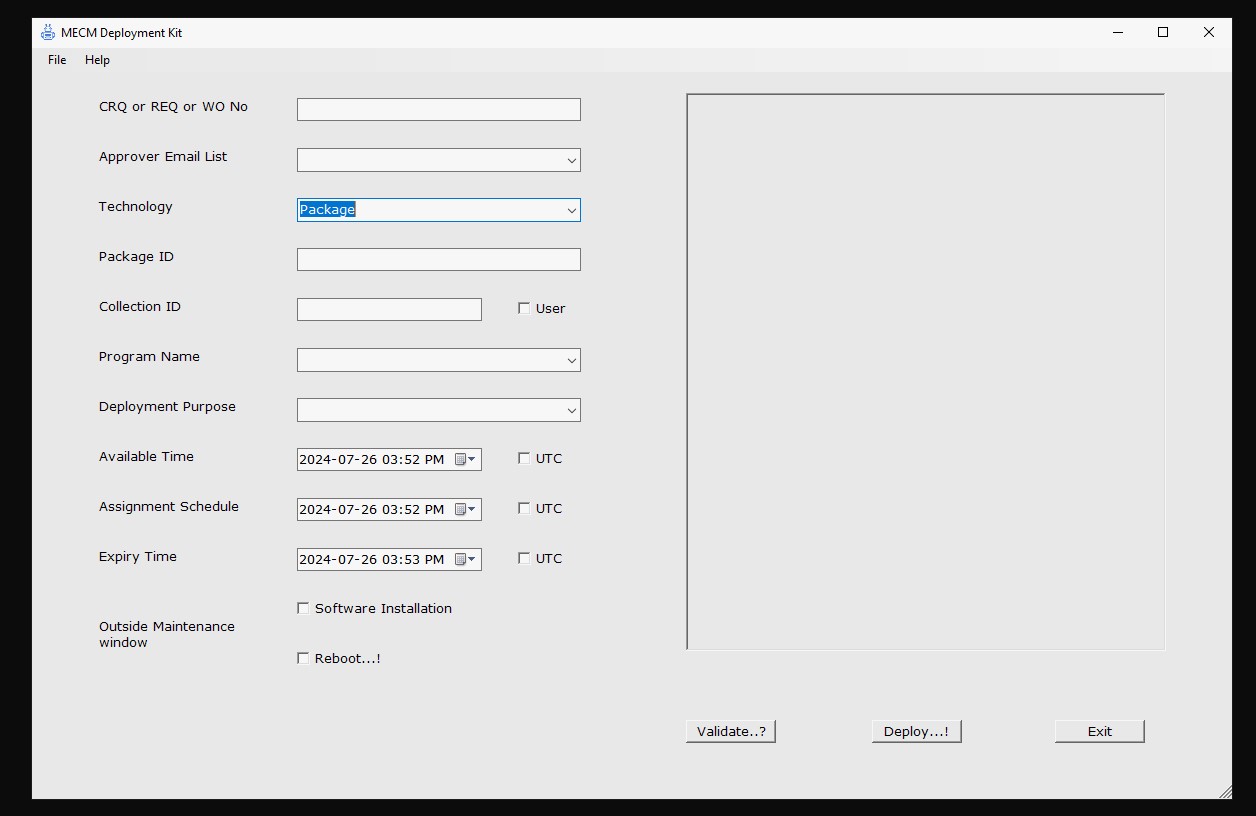 MECM Deployment Kit
File Help
CRQ or REQ or WO No
Approver Email List
Technology Package
Package ID
Collection ID User
Program Name
Deployment Purpose
Available Time 2024-07-26 03:52 PM UTC
Assignment Schedule 2024-07-26 03:52 PM UTC
Expiry Time 2024-07-26 03:53 PM UTC
Software Installation
Outside Maintenance
window
Reboot...!
Validate..? Deploy...! Exit